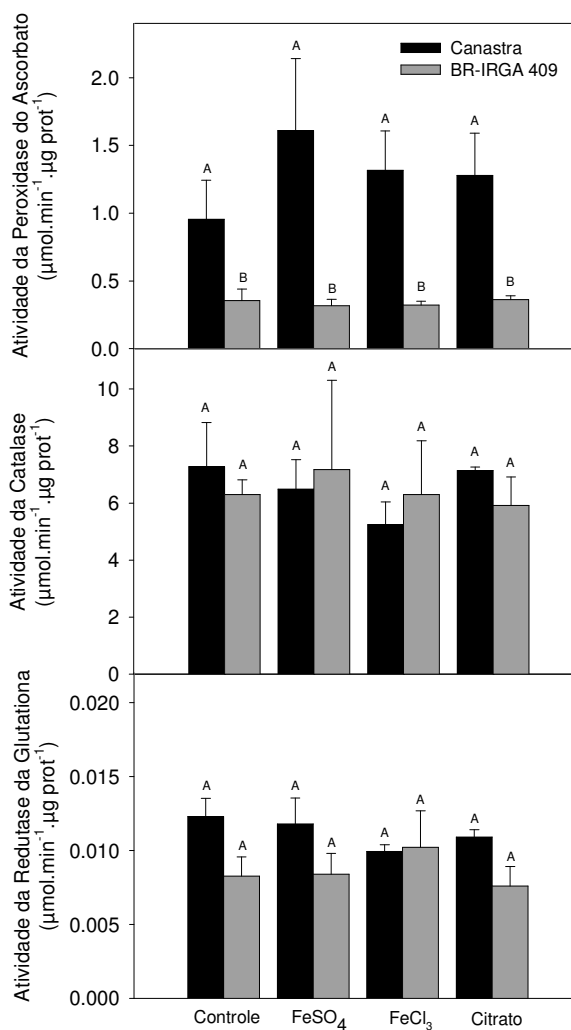 Canastra
BR-IRGA 409
Atividade da Peroxidase do Ascorbato
(µmol.min⁻¹.µg prot⁻¹)
2.0
1.5
1.0
0.5
0.0
A
A
A
A
B
B
B
B
Atividade da Catalase
(µmol.min⁻¹.µg prot⁻¹)
10
8
6
4
2
0
A
A
A
A
A
A
A
A
Atividade da Redutase da Glutationa
(µmol.min⁻¹.µg prot⁻¹)
0.020
0.015
0.010
0.005
0.000
A
A
A
A
A
A
A
A
Controle FeSO₄ FeCl₃ Citrato